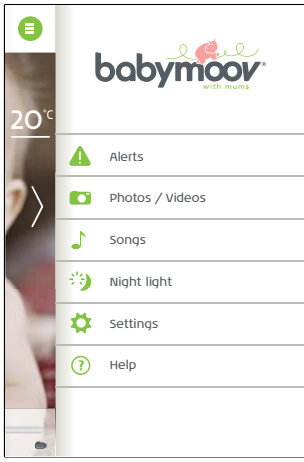 babymoov®
with mums
20°C
Alerts
Photos / Videos
Songs
Night light
Settings
?
Help